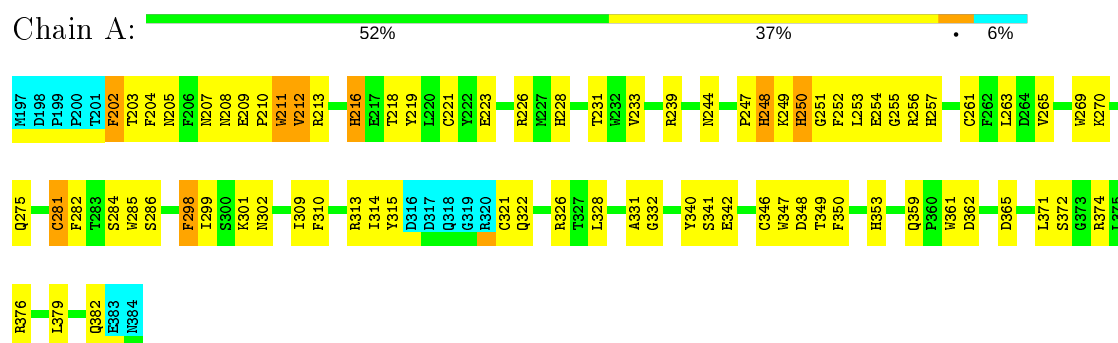 Chain A:
52% 37% • 6%
M197 D198 P199 P200 T201 F202 T203 F204 N205 F206 N207 N208 E209 P210 W211 V212 R213 H216 E217 T218 Y219 L220 C221 Y222 E223 R226 M227 H228 T231 W232 V233 R239 N244 P247 H248 K249 H250 G251 F252 L253 E254 G255 R256 H257 C261 F262 L263 D264 V265 W269 K270
Q275 C281 F282 T283 S284 W285 S286 F298 I299 S300 K301 N302 I309 F310 R313 I314 Y315 D316 D317 Q318 G319 R320 C321 Q322 R326 T327 L328 A331 G332 Y340 S341 E342 C346 W347 D348 T349 F350 H353 Q359 P360 W361 D362 D365 L371 S372 G373 R374 L375
R376 L379 Q382 E383 N384